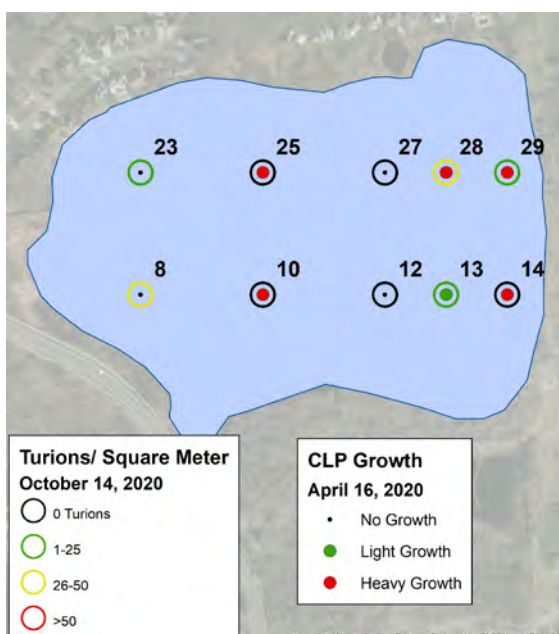 23 25 27 28 29
8 10 12 13 14
Turions/ Square Meter
October 14, 2020
0 Turions
1-25
26-50
>50
CLP Growth
April 16, 2020
No Growth
Light Growth
Heavy Growth